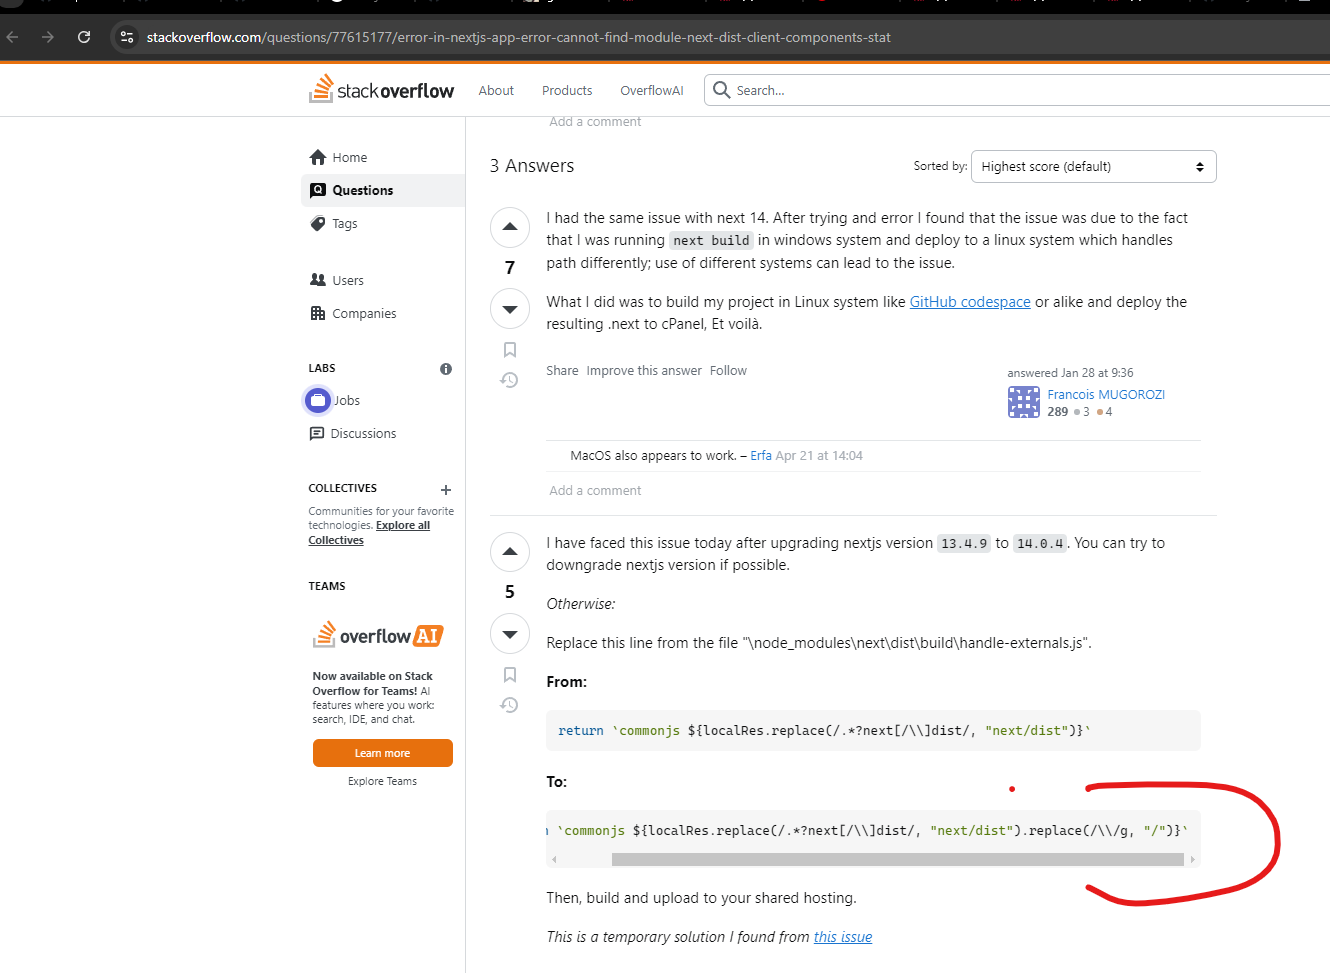 stackoverflow.com/questions/77615177/error-in-nextjs-app-error-cannot-find-module-next-dist-client-components-stat
stackoverflow
About
Products
OverflowAI
Search...
Home
Questions
Tags
Users
Companies
LABS
Jobs
Discussions
COLLECTIVES
Communities for your favorite
technologies. Explore all
Collectives
TEAMS
overflow AI
Now available on Stack
Overflow for Teams! AI
features where you work:
search, IDE, and chat.
Learn more
Explore Teams
Add a comment
3 Answers
Sorted by:
Highest score (default)
7
I had the same issue with next 14. After trying and error I found that the issue was due to the fact
that I was running next build in windows system and deploy to a linux system which handles
path differently; use of different systems can lead to the issue.
What I did was to build my project in Linux system like GitHub codespace or alike and deploy the
resulting .next to cPanel, Et voilà.
Share Improve this answer Follow
answered Jan 28 at 9:36
Francois MUGOROZI
289 3 4
MacOS also appears to work. – Erfa Apr 21 at 14:04
Add a comment
5
I have faced this issue today after upgrading nextjs version 13.4.9 to 14.0.4. You can try to
downgrade nextjs version if possible.
Otherwise:
Replace this line from the file "\node_modules\next\dist\build\handle-externals.js".
From:
return `commonjs ${localRes.replace(/.*?next[/\\]dist/, "next/dist")}`
To:
`commonjs ${localRes.replace(/.*?next[/\\]dist/, "next/dist").replace(/\\/g, "/")}`
Then, build and upload to your shared hosting.
This is a temporary solution I found from this issue